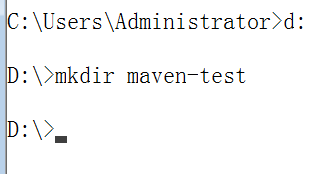 C:\Users\Administrator>d:
D:\>mkdir maven-test
D:\>